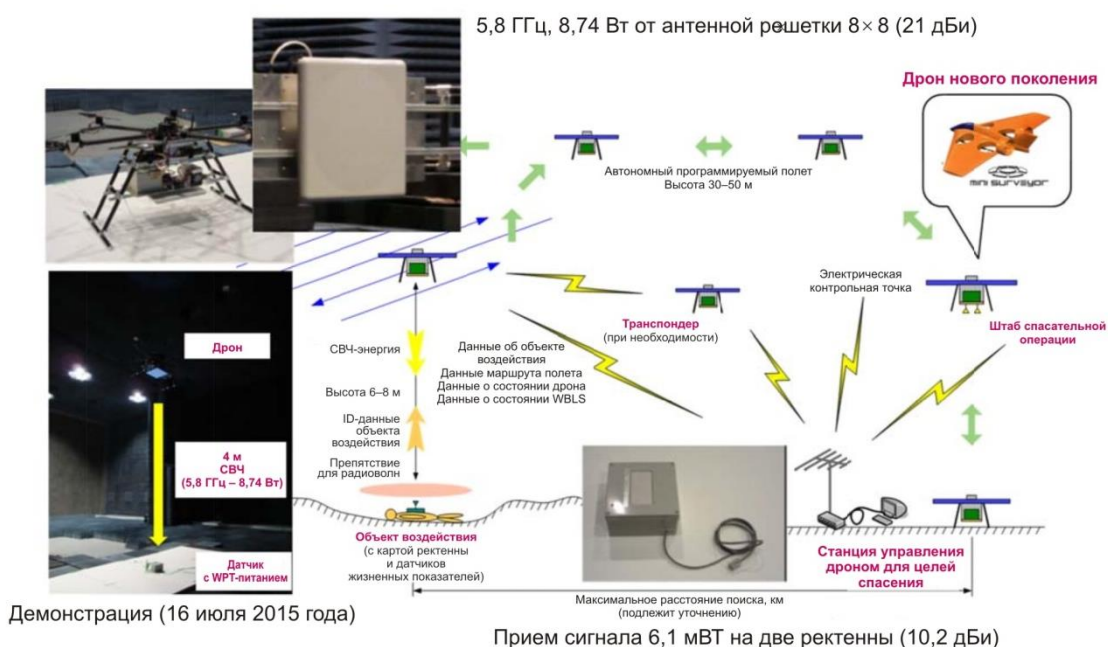 5,8 ГГц, 8,74 Вт от антенной решетки 8× 8 (21 дБи)
Дрон нового поколения
mini surveyor
Автономный программируемый полет
Высота 30–50 м
Электрическая
контрольная точка
Транспондер
(при необходимости)
Штаб спасательной
операции
Дрон
4 м
СВЧ
(5,8 ГГц – 8,74 Вт)
Датчик
с WPT-питанием
СВЧ-энергия
Высота 6–8 м
ID-данные
объекта
воздействия
Препятствие
для радиоволн
Данные об объекте
воздействия
Данные маршрута полета
Данные о состоянии дрона
Данные о состоянии WBLS
Объект воздействия
(с картой ректенны
и датчиков
жизненных показателей)
Станция управления
дроном для целей
спасения
Максимальное расстояние поиска, км
(подлежит уточнению)
Демонстрация (16 июля 2015 года)
Прием сигнала 6,1 мВТ на две ректенны (10,2 дБи)